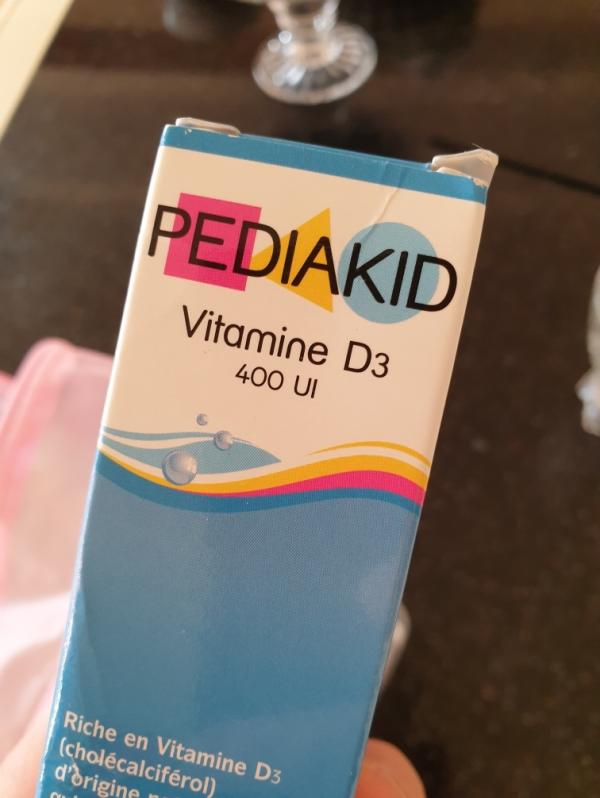 PEDIAKID
Vitamine D3
400 UI
Riche en Vitamine D3
(cholécalciférol)
d'origine